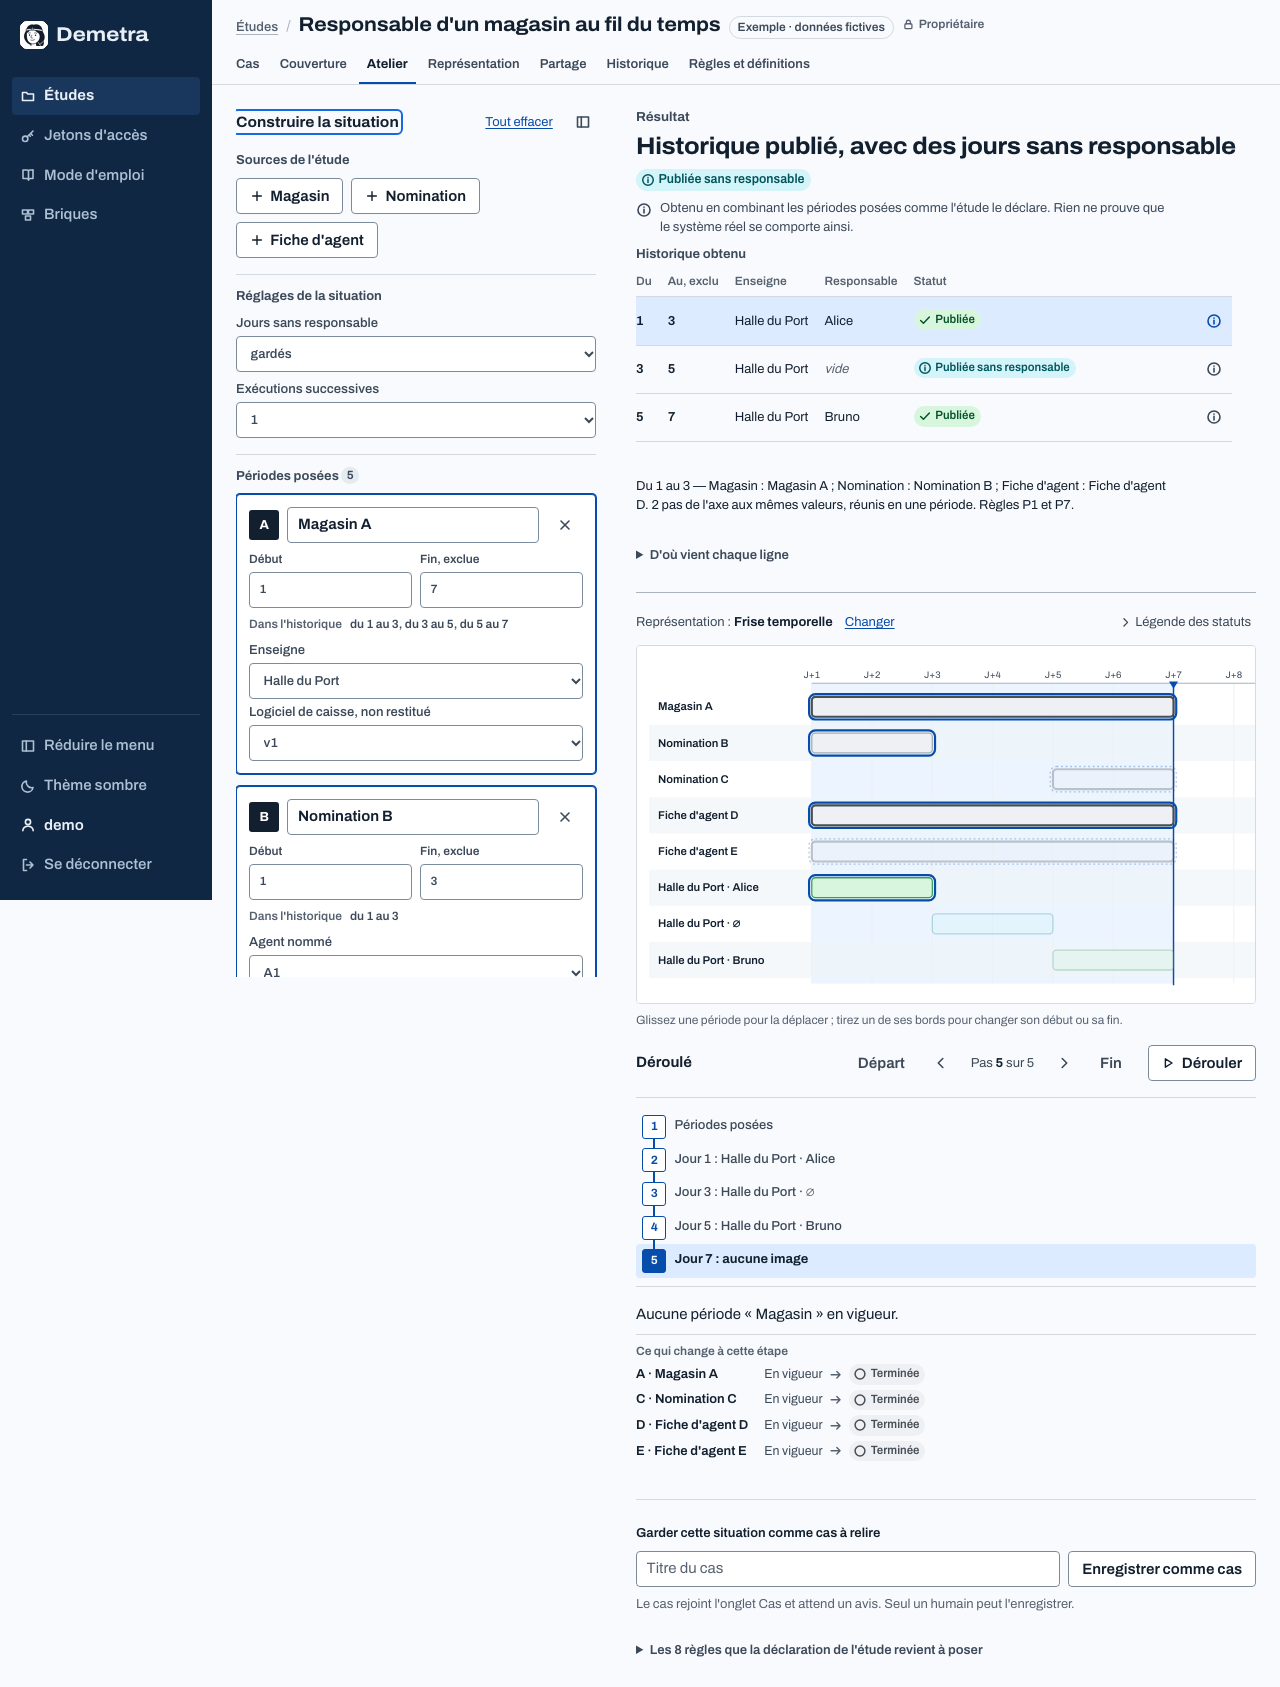 Demetra
Études
Jetons d'accès
Mode d'emploi
Briques
Réduire le menu
Thème sombre
demo
Se déconnecter
Études / Responsable d'un magasin au fil du temps Exemple · données fictives Propriétaire
Cas Couverture Atelier Représentation Partage Historique Règles et définitions
Construire la situation Tout effacer
Sources de l'étude
Magasin Nomination
Fiche d'agent
Réglages de la situation
Jours sans responsable
gardés
Exécutions successives
1
Périodes posées 5
A Magasin A
Début Fin, exclue
1 7
Dans l'historique du 1 au 3, du 3 au 5, du 5 au 7
Enseigne
Halle du Port
Logiciel de caisse, non restitué
v1
B Nomination B
Début Fin, exclue
1 3
Dans l'historique du 1 au 3
Agent nommé
A1
Résultat
Historique publié, avec des jours sans responsable
Publiée sans responsable
Obtenu en combinant les périodes posées comme l'étude le déclare. Rien ne prouve que
le système réel se comporte ainsi.
Historique obtenu
Du Au, exclu Enseigne Responsable Statut
1 3 Halle du Port Alice Publiée
3 5 Halle du Port vide Publiée sans responsable
5 7 Halle du Port Bruno Publiée
Du 1 au 3 — Magasin : Magasin A ; Nomination : Nomination B ; Fiche d'agent : Fiche d'agent
D. 2 pas de l'axe aux mêmes valeurs, réunis en une période. Règles P1 et P7.
D'où vient chaque ligne
Représentation : Frise temporelle Changer Légende des statuts
J+1 J+2 J+3 J+4 J+5 J+6 J+7 J+8
Magasin A
Nomination B
Nomination C
Fiche d'agent D
Fiche d'agent E
Halle du Port · Alice
Halle du Port · ∅
Halle du Port · Bruno
Glissez une période pour la déplacer ; tirez un de ses bords pour changer son début ou sa fin.
Déroulé Départ Pas 5 sur 5 Fin Dérouler
1 Périodes posées
2 Jour 1 : Halle du Port · Alice
3 Jour 3 : Halle du Port · ∅
4 Jour 5 : Halle du Port · Bruno
5 Jour 7 : aucune image
Aucune période « Magasin » en vigueur.
Ce qui change à cette étape
A · Magasin A En vigueur → Terminée
C · Nomination C En vigueur → Terminée
D · Fiche d'agent D En vigueur → Terminée
E · Fiche d'agent E En vigueur → Terminée
Garder cette situation comme cas à relire
Titre du cas Enregistrer comme cas
Le cas rejoint l'onglet Cas et attend un avis. Seul un humain peut l'enregistrer.
Les 8 règles que la déclaration de l'étude revient à poser